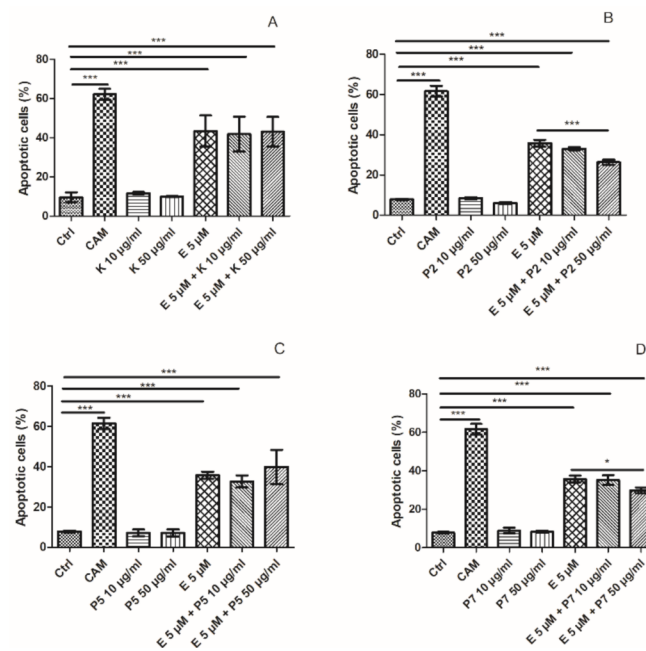 A
Apoptotic cells (%)
80
60
40
20
0
***
***
***
***
Ctrl
CAM
K 10 µg/ml
K 50 µg/ml
E 5 µM
E 5 µM + K 10 µg/ml
E 5 µM + K 50 µg/ml
B
Apoptotic cells (%)
80
60
40
20
0
***
***
***
***
***
Ctrl
CAM
P2 10 µg/ml
P2 50 µg/ml
E 5 µM
E 5 µM + P2 10 µg/ml
E 5 µM + P2 50 µg/ml
C
Apoptotic cells (%)
80
60
40
20
0
***
***
***
***
Ctrl
CAM
P5 10 µg/ml
P5 50 µg/ml
E 5 µM
E 5 µM + P5 10 µg/ml
E 5 µM + P5 50 µg/ml
D
Apoptotic cells (%)
80
60
40
20
0
***
***
***
***
*
Ctrl
CAM
P7 10 µg/ml
P7 50 µg/ml
E 5 µM
E 5 µM + P7 10 µg/ml
E 5 µM + P7 50 µg/ml